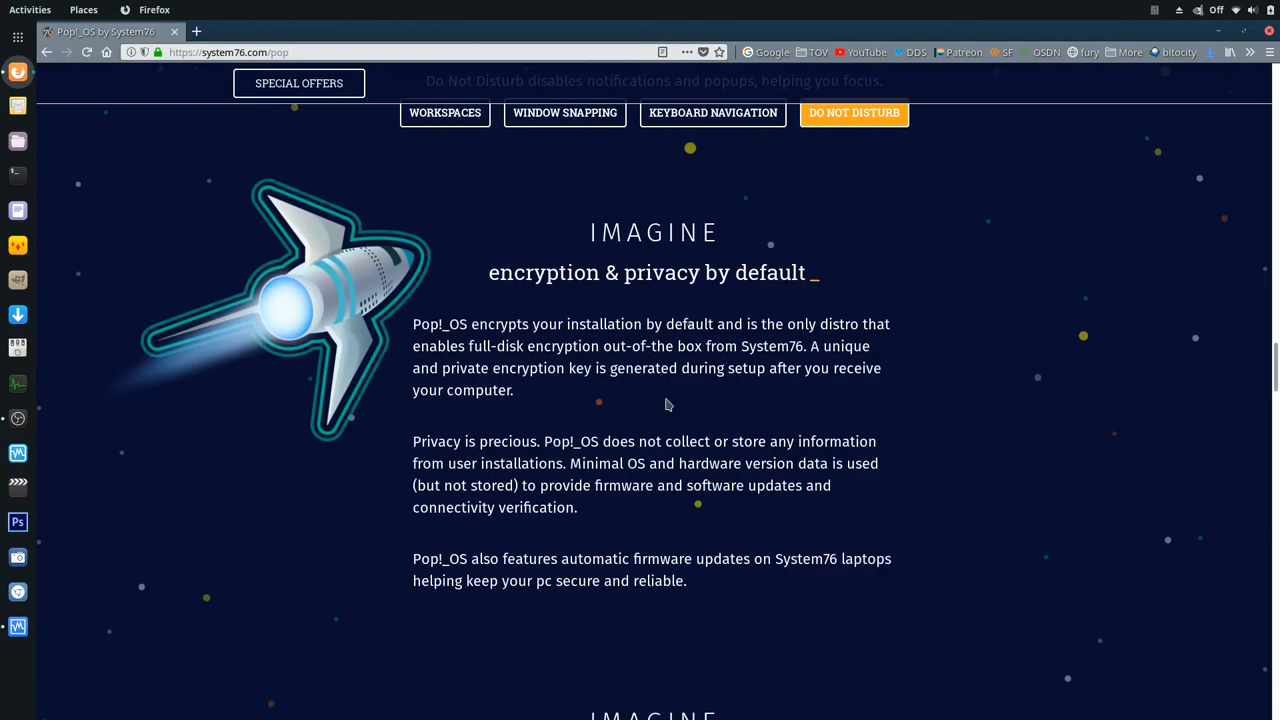 Activities Places Firefox Off
Pop!_OS by System76
https://system76.com/pop Google TOV YouTube DDS Patreon SF OSDN fury More bitocity
SPECIAL OFFERS
Do Not Disturb disables notifications and popups, helping you focus.
WORKSPACES WINDOW SNAPPING KEYBOARD NAVIGATION DO NOT DISTURB
IMAGINE
encryption & privacy by default _
Pop!_OS encrypts your installation by default and is the only distro that
enables full-disk encryption out-of-the box from System76. A unique
and private encryption key is generated during setup after you receive
your computer.
Privacy is precious. Pop!_OS does not collect or store any information
from user installations. Minimal OS and hardware version data is used
(but not stored) to provide firmware and software updates and
connectivity verification.
Pop!_OS also features automatic firmware updates on System76 laptops
helping keep your pc secure and reliable.
Ps
IMAGINE